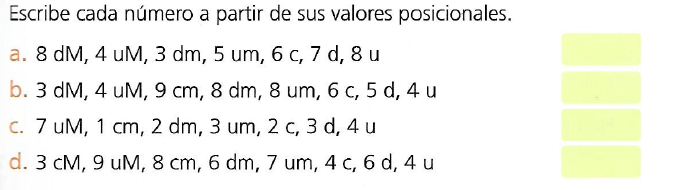 Escribe cada número a partir de sus valores posicionales.
a. 8 dM, 4 uM, 3 dm, 5 um, 6 c, 7 d, 8 u
b. 3 dM, 4 uM, 9 cm, 8 dm, 8 um, 6 c, 5 d, 4 u
c. 7 uM, 1 cm, 2 dm, 3 um, 2 c, 3 d, 4 u
d. 3 cM, 9 uM, 8 cm, 6 dm, 7 um, 4 c, 6 d, 4 u